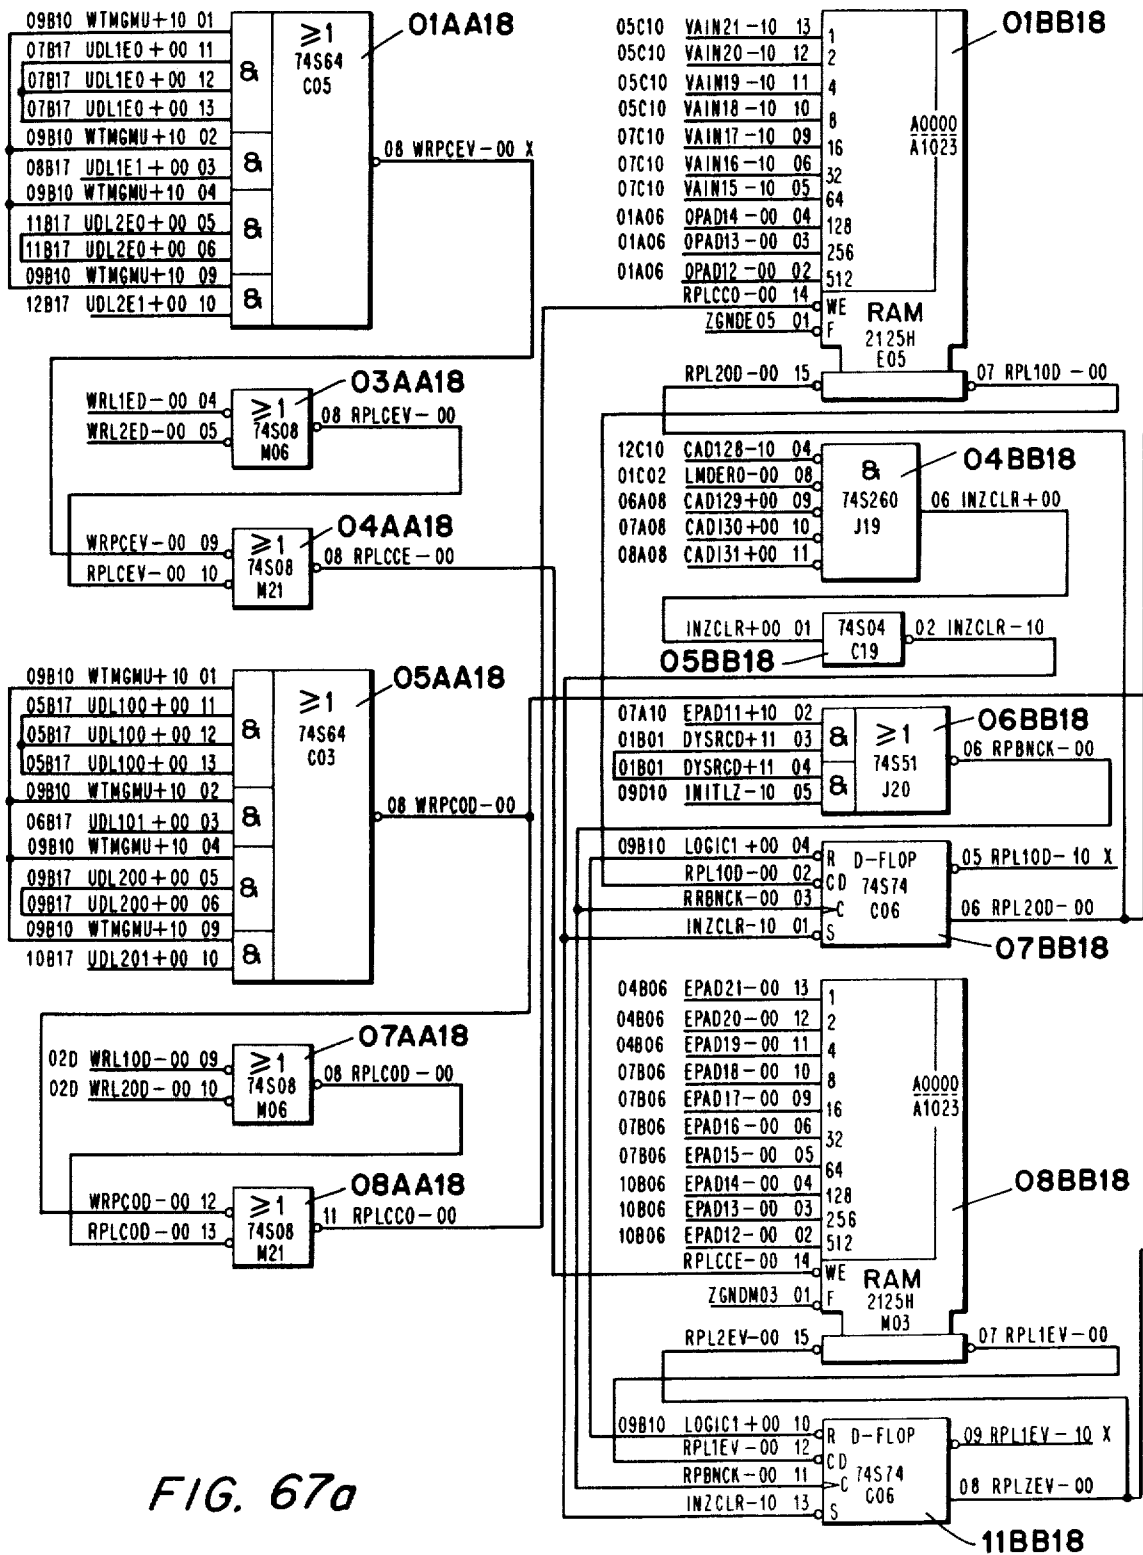 09B10 WTMGMU+10 01
07B17 UDL1E0+00 11
07B17 UDL1E0+00 12
07B17 UDL1E0+00 13
09B10 WTMGMU+10 02
08B17 UDL1E1+00 03
09B10 WTMGMU+10 04
11B17 UDL2E0+00 05
11B17 UDL2E0+00 06
09B10 WTMGMU+10 09
12B17 UDL2E1+00 10
&
&
&
&
≥1
74S64
C05
01AA18
08 WRPCEV-00 X
WRL1ED-00 04
WRL2ED-00 05
≥1
74S08
M06
03AA18
08 RPLCEV-00
WRPCEV-00 09
RPLCEV-00 10
≥1
74S08
M21
04AA18
08 RPLCCE-00
09B10 WTMGMU+10 01
05B17 UDL100+00 11
05B17 UDL100+00 12
05B17 UDL100+00 13
09B10 WTMGMU+10 02
06B17 UDL101+00 03
09B10 WTMGMU+10 04
09B17 UDL200+00 05
09B17 UDL200+00 06
09B10 WTMGMU+10 09
10B17 UDL201+00 10
&
&
&
&
≥1
74S64
C03
05AA18
08 WRPCOD-00
02D WRL10D-00 09
02D WRL20D-00 10
≥1
74S08
M06
07AA18
08 RPLCOD-00
WRPCOD-00 12
RPLCOD-00 13
≥1
74S08
M21
08AA18
11 RPLCCO-00
05C10 VAIN21-10 13 1
05C10 VAIN20-10 12 2
05C10 VAIN19-10 11 4
05C10 VAIN18-10 10 8
07C10 VAIN17-10 09 16
07C10 VAIN16-10 06 32
07C10 VAIN15-10 05 64
01A06 OPAD14-00 04 128
01A06 OPAD13-00 03 256
01A06 OPAD12-00 02 512
RPLCCO-00 14 WE
ZGNDE05 01 F
A0000
A1023
RAM
2125H
E05
01BB18
RPL20D-00 15
07 RPL10D-00
12C10 CAD128-10 04
01C02 LMDER0-00 08
06A08 CAD129+00 09
07A08 CADI30+00 10
08A08 CADI31+00 11
&
74S260
J19
04BB18
06 INZCLR+00
INZCLR+00 01
74S04
C19
05BB18
02 INZCLR-10
07A10 EPAD11+10 02
01B01 DYSRCD+11 03
01B01 DYSRCD+11 04
09D10 INITLZ-10 05
&
&
≥1
74S51
J20
06BB18
06 RPBNCK-00
09B10 LOGIC1+00 04 R
RPL10D-00 02 CD
RRBNCK-00 03 C
INZCLR-10 01 S
D-FLOP
74S74
C06
05 RPL10D-10 X
06 RPL20D-00
07BB18
04B06 EPAD21-00 13 1
04B06 EPAD20-00 12 2
04B06 EPAD19-00 11 4
07B06 EPAD18-00 10 8
07B06 EPAD17-00 09 16
07B06 EPAD16-00 06 32
07B06 EPAD15-00 05 64
10B06 EPAD14-00 04 128
10B06 EPAD13-00 03 256
10B06 EPAD12-00 02 512
RPLCCE-00 14 WE
ZGNDM03 01 F
A0000
A1023
RAM
2125H
M03
08BB18
RPL2EV-00 15
07 RPL1EV-00
09B10 LOGIC1+00 10 R
RPL1EV-00 12 CD
RPBNCK-00 11 C
INZCLR-10 13 S
D-FLOP
74S74
C06
09 RPL1EV-10 X
08 RPLZEV-00
11BB18
FIG. 67a